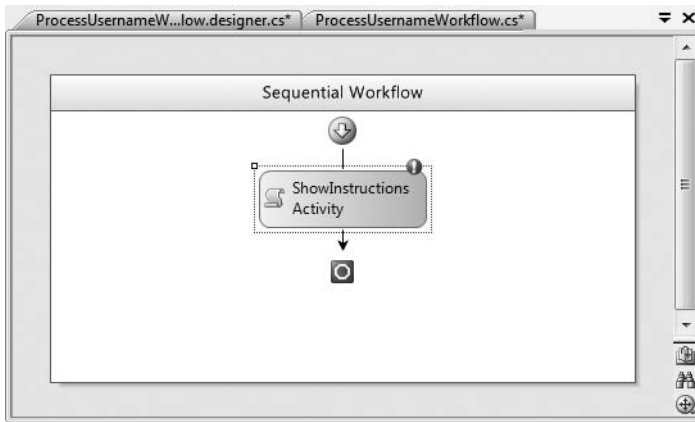 ProcessUsernameW...low.designer.cs*
ProcessUsernameWorkflow.cs*
Sequential Workflow
ShowInstructions
Activity